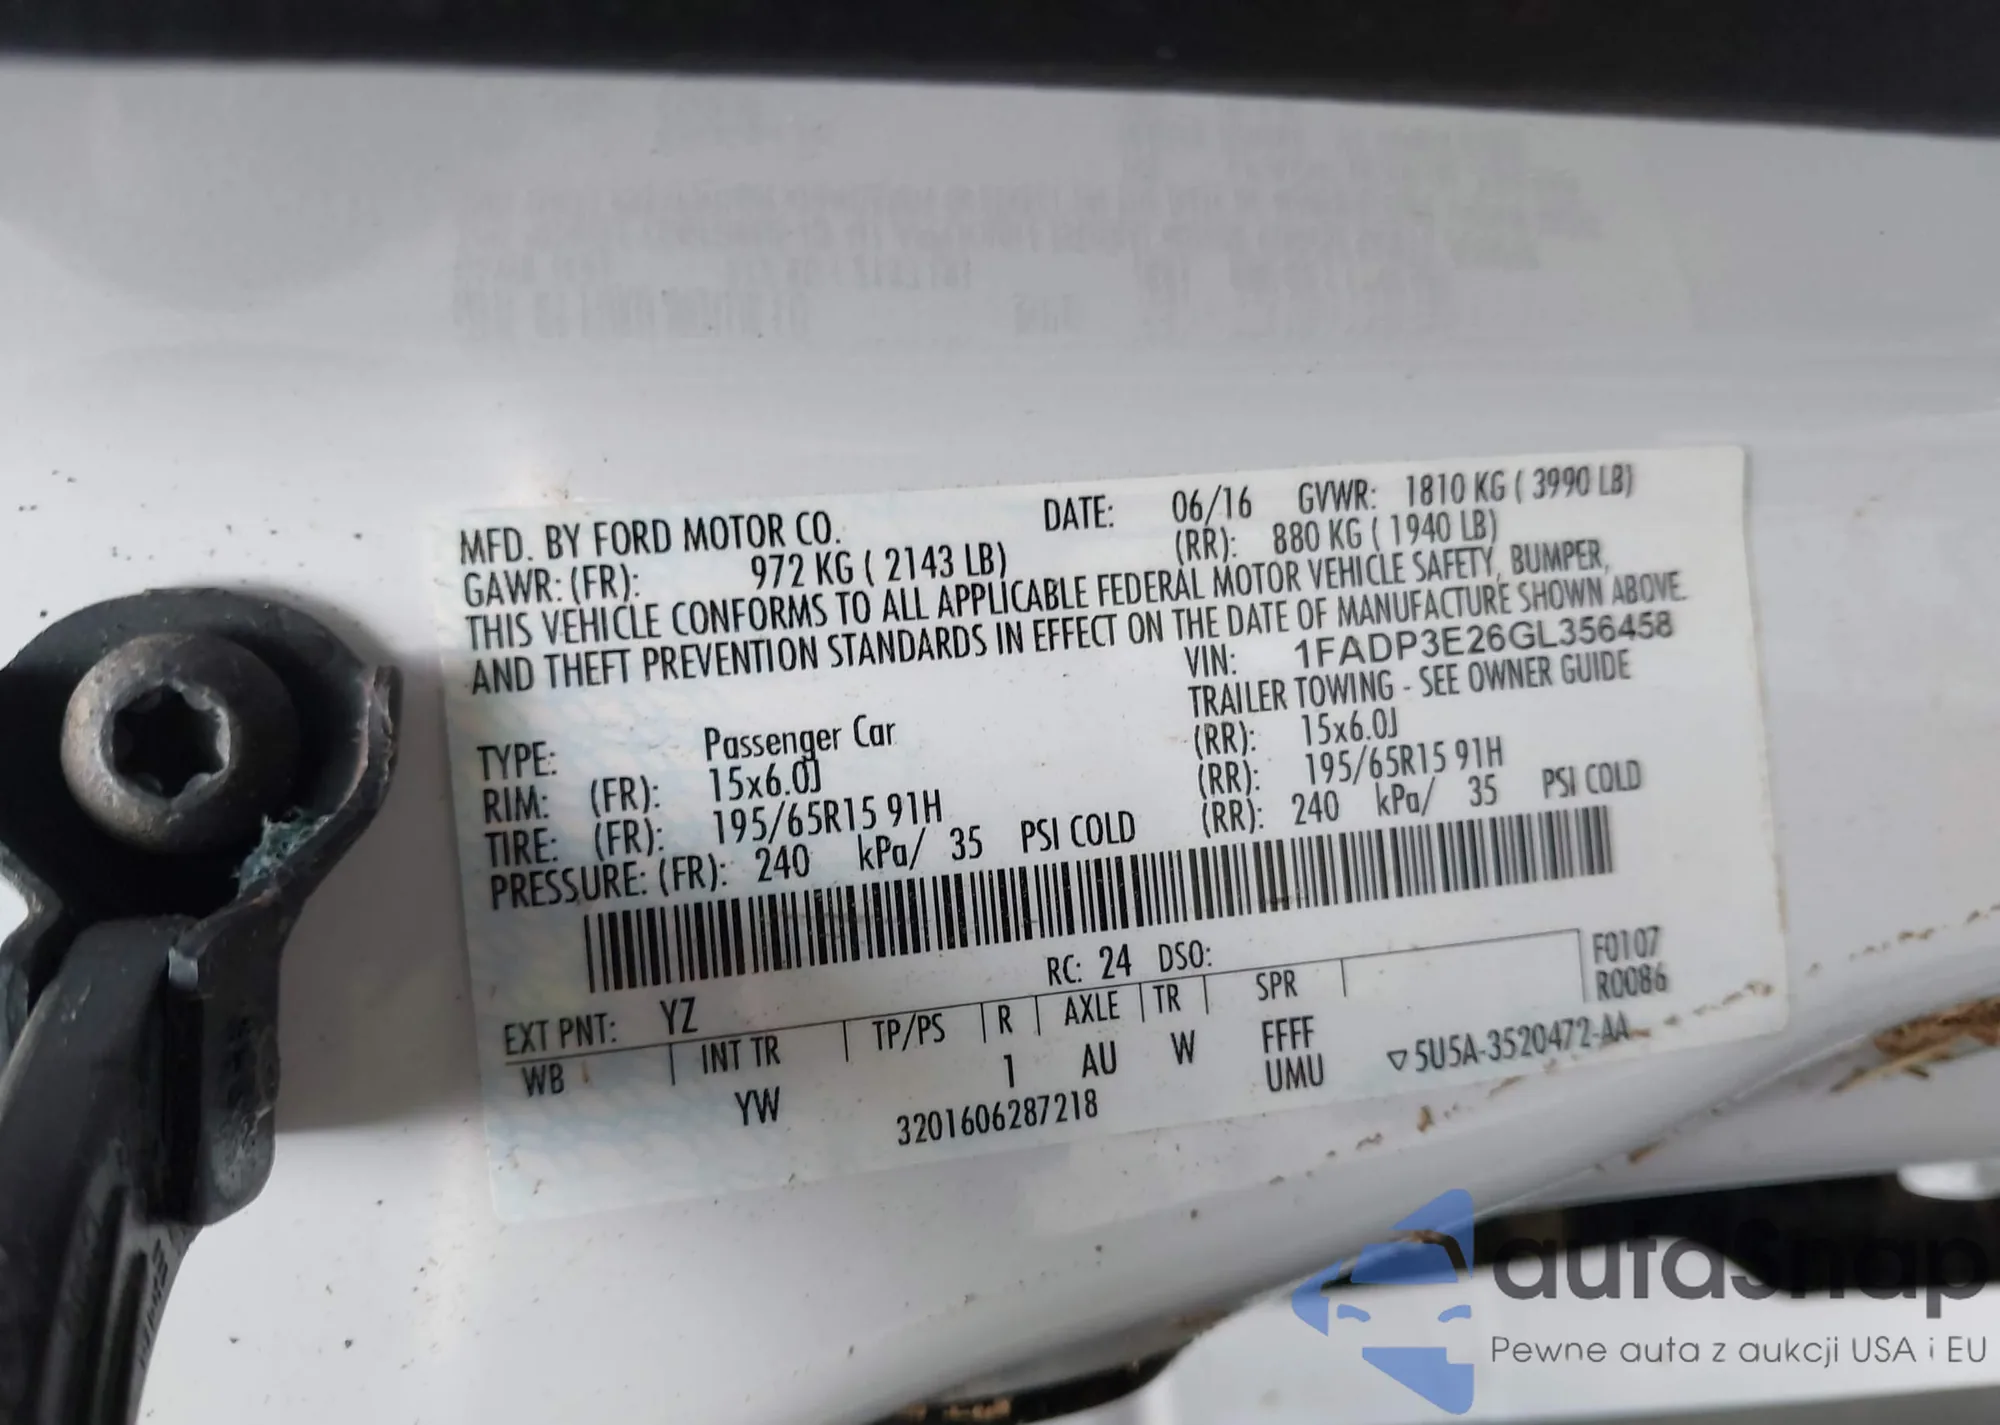 MFD. BY FORD MOTOR CO. DATE: 06/16 GVWR: 1810 KG ( 3990 LB)
GAWR: (FR): 972 KG ( 2143 LB) (RR): 880 KG ( 1940 LB)
THIS VEHICLE CONFORMS TO ALL APPLICABLE FEDERAL MOTOR VEHICLE SAFETY, BUMPER,
AND THEFT PREVENTION STANDARDS IN EFFECT ON THE DATE OF MANUFACTURE SHOWN ABOVE.
VIN: 1FADP3E26GL356458
TYPE: Passenger Car TRAILER TOWING - SEE OWNER GUIDE
RIM: (FR): 15x6.0J (RR): 15x6.0J
TIRE: (FR): 195/65R15 91H (RR): 195/65R15 91H
PRESSURE: (FR): 240 kPa/ 35 PSI COLD (RR): 240 kPa/ 35 PSI COLD
EXT PNT: YZ RC: 24 DSO: F0107
WB INT TR TP/PS R AXLE TR SPR R0086
YW 1 AU W FFFF ▽5U5A-3520472-AA
3201606287218 UMU
autasnap
Pewne auta z aukcji USA i EU